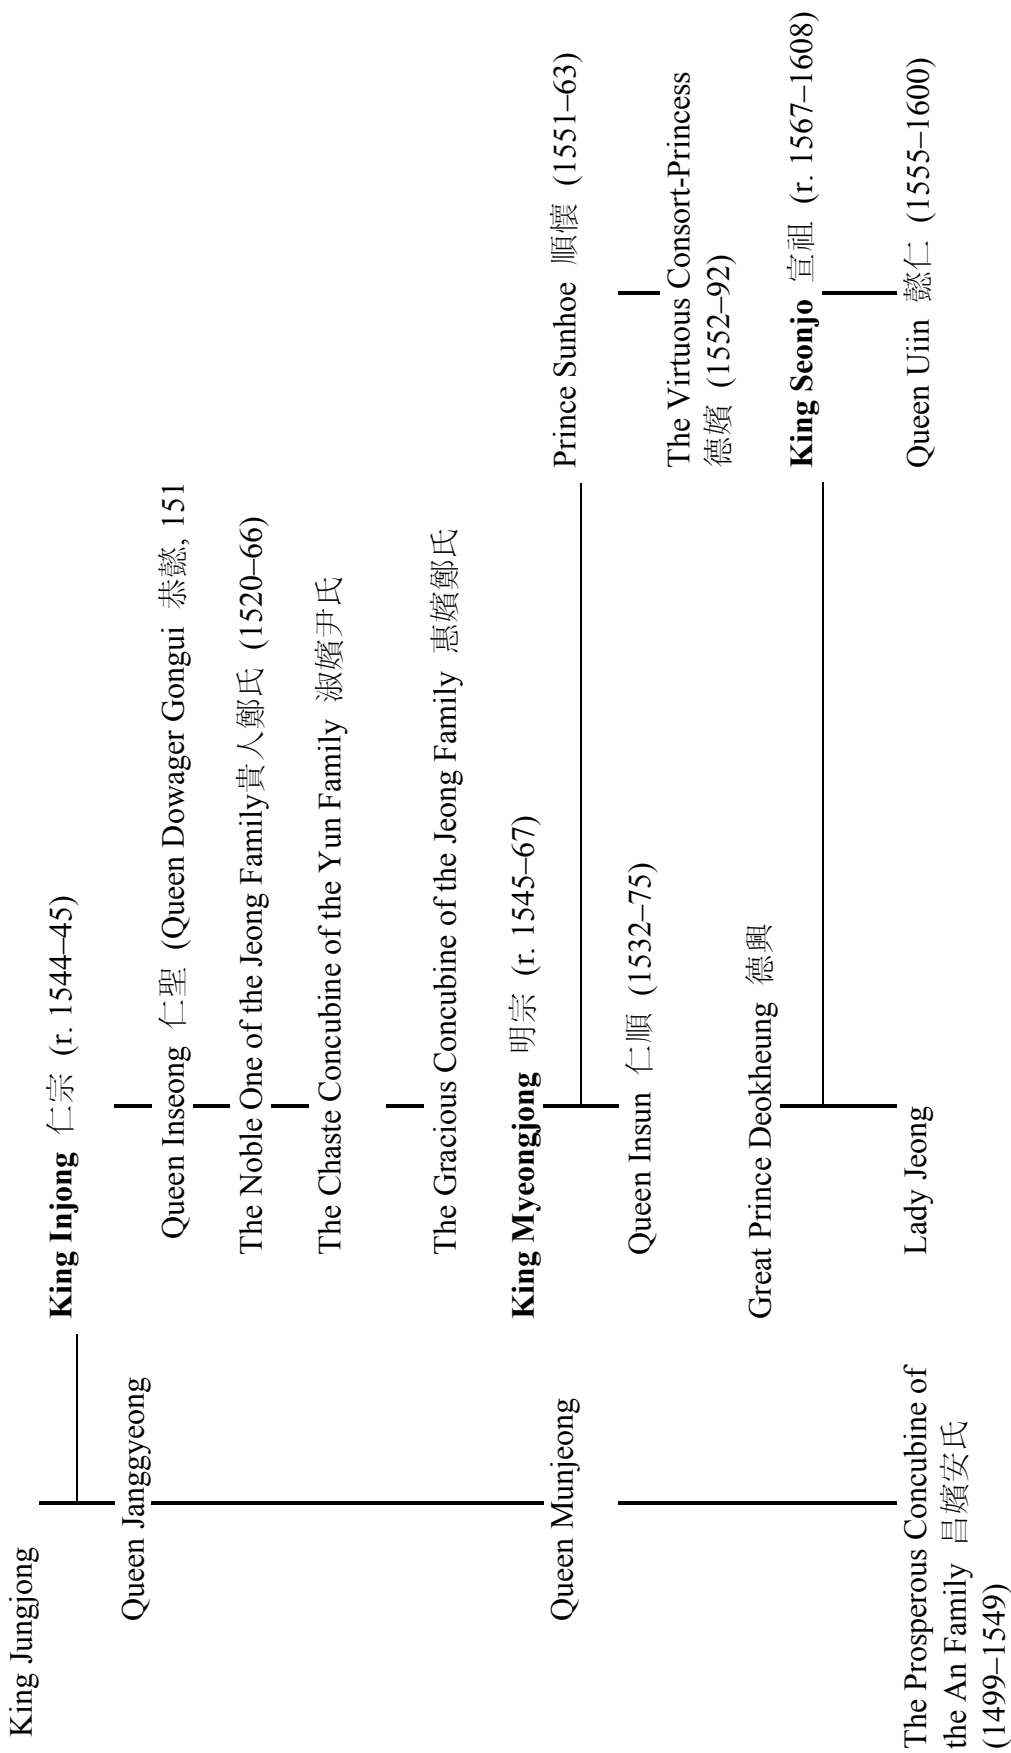 King Jungjong
King Injong 仁宗 (r. 1544–45)
Queen Janggyeong
Queen Inseong 仁聖 (Queen Dowager Gongui 恭懿, 151
The Noble One of the Jeong Family貴人鄭氏 (1520–66)
The Chaste Concubine of the Yun Family 淑嬪尹氏
The Gracious Concubine of the Jeong Family 惠嬪鄭氏
King Myeongjong 明宗 (r. 1545–67)
Prince Sunhoe 順懷 (1551–63)
Queen Munjeong
Queen Insun 仁順 (1532–75)
The Virtuous Consort-Princess
德嬪 (1552–92)
Great Prince Deokheung 德興
King Seonjo 宣祖 (r. 1567–1608)
The Prosperous Concubine of
the An Family 昌嬪安氏
(1499–1549)
Lady Jeong
Queen Uiin 懿仁 (1555–1600)